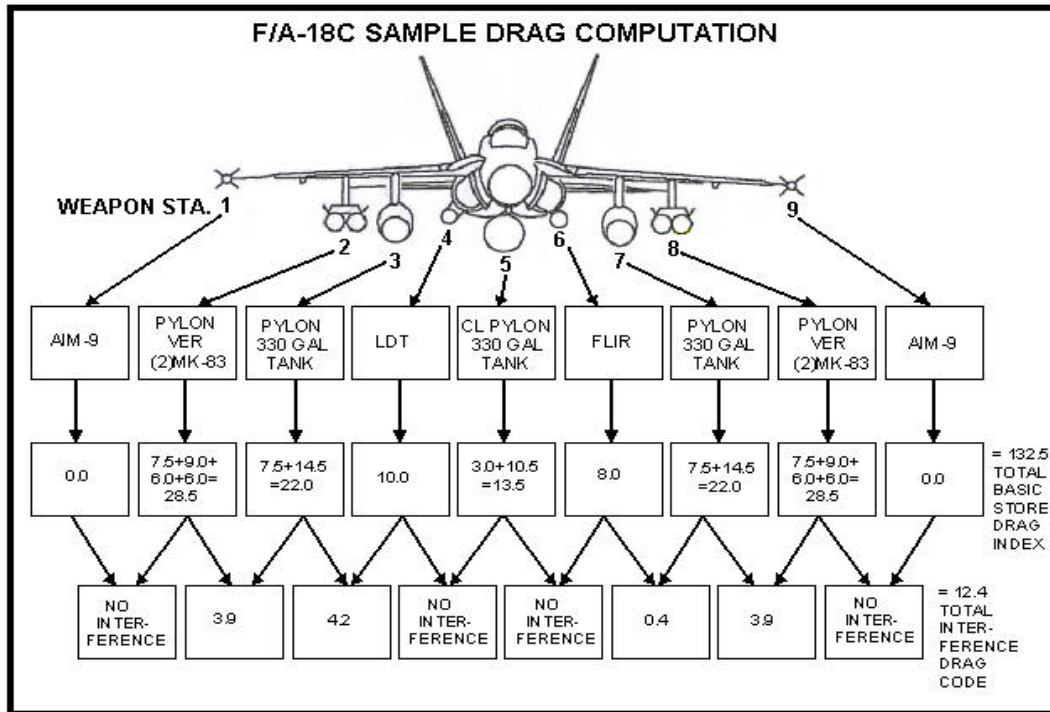 F/A-18C SAMPLE DRAG COMPUTATION
WEAPON STA. 1
2
3
4
5
6
7
8
9
AIM-9
PYLON
VER
(2)MK-83
PYLON
330 GAL
TANK
LDT
CL PYLON
330 GAL
TANK
FLIR
PYLON
330 GAL
TANK
PYLON
VER
(2)MK-83
AIM-9
0.0
7.5+9.0+
6.0+6.0=
28.5
7.5+14.5
=22.0
10.0
3.0+10.5
=13.5
8.0
7.5+14.5
=22.0
7.5+9.0+
6.0+6.0=
28.5
0.0
= 132.5
TOTAL
BASIC
STORE
DRAG
INDEX
NO
INTER-
FERENCE
3.9
4.2
NO
INTER-
FERENCE
NO
INTER-
FERENCE
0.4
3.9
NO
INTER-
FERENCE
= 12.4
TOTAL
INTER-
FERENCE
DRAG
CODE